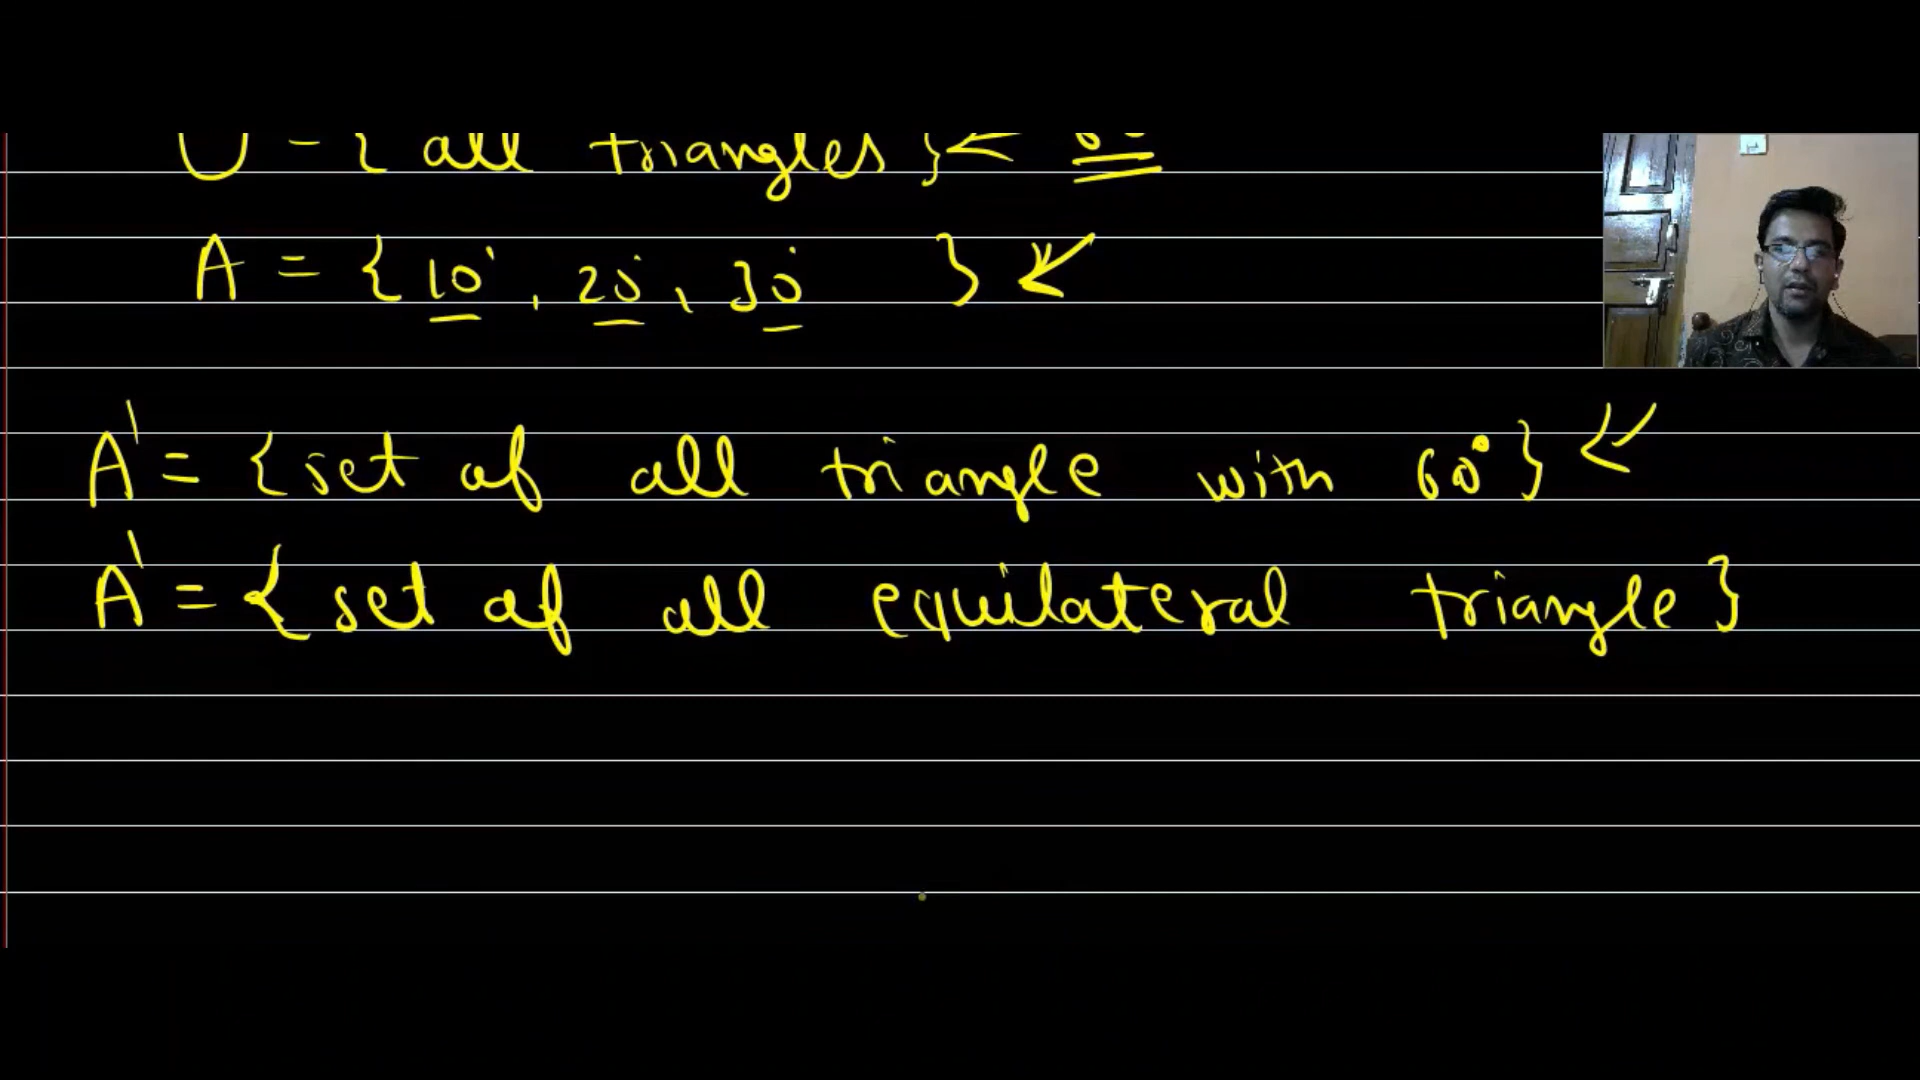 U = { all triangles }
A = { 10°, 20°, 30° }
A' = { set of all triangle with 60° }
A' = { set of all equilateral triangle }